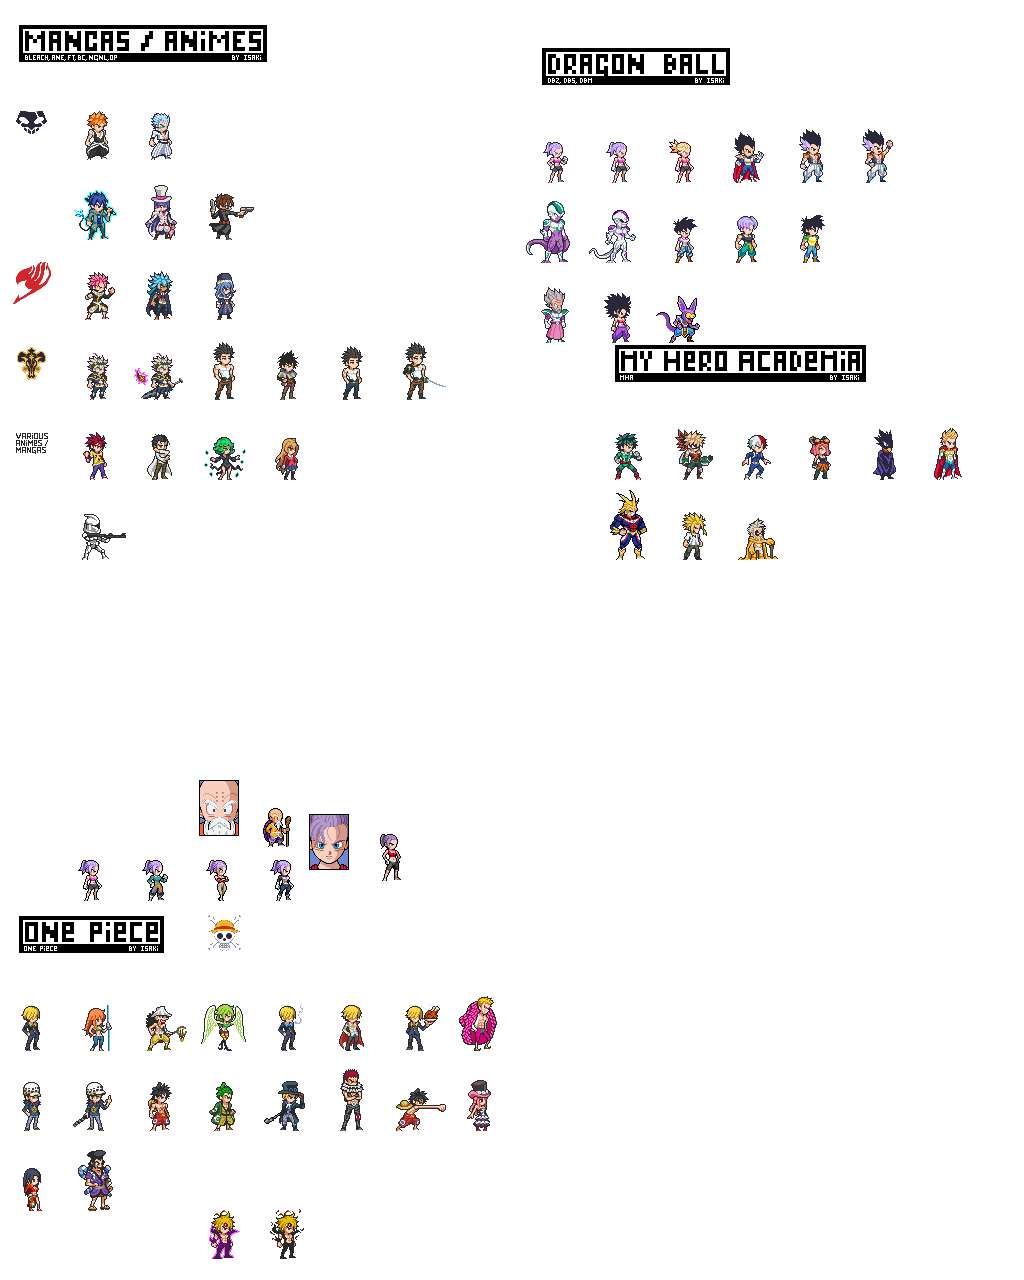 MANGAS / ANiMES
BLEACH, RNE, FT, BC, NGNL, OP
BY ISAKi
DRAGON BALL
DBZ, DBS, DBM
BY ISAKi
MY HERO ACADEMiA
MHA
BY ISAKi
VARiOUS
ANiMES /
MANGAS
ONE PiECE
ONE PiECE
BY ISAKi